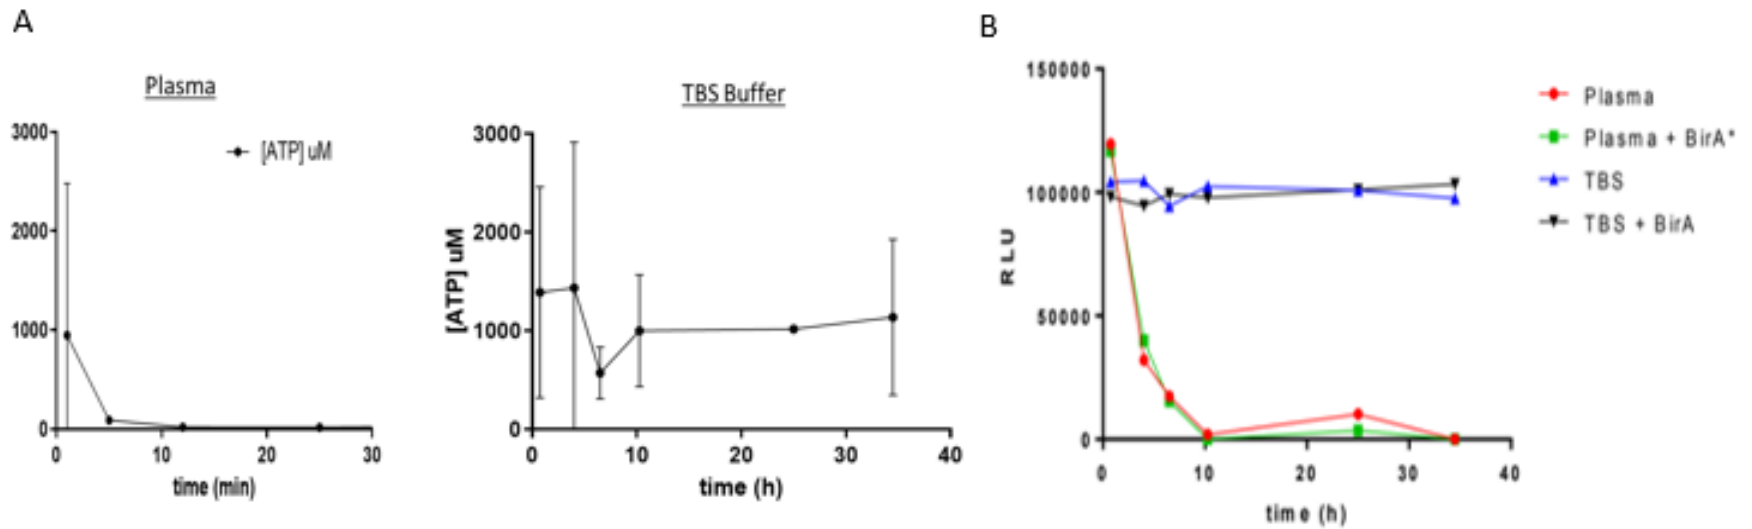 A
Plasma
3000
2000
1000
0
0 10 20 30
time (min)
[ATP] uM
TBS Buffer
[ATP] uM
3000
2000
1000
0
0 10 20 30 40
time (h)
B
RLU
150000
100000
50000
0
0 10 20 30 40
time (h)
Plasma
Plasma + BirA*
TBS
TBS + BirA